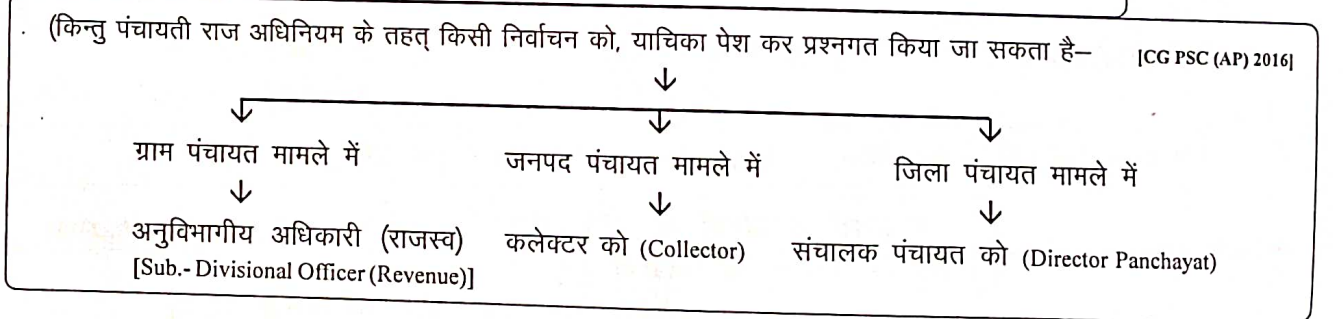 (किन्तु पंचायती राज अधिनियम के तहत् किसी निर्वाचन को, याचिका पेश कर प्रश्नगत किया जा सकता है– [CG PSC (AP) 2016]
ग्राम पंचायत मामले में जनपद पंचायत मामले में जिला पंचायत मामले में
अनुविभागीय अधिकारी (राजस्व) कलेक्टर को (Collector) संचालक पंचायत को (Director Panchayat)
[Sub.- Divisional Officer (Revenue)]